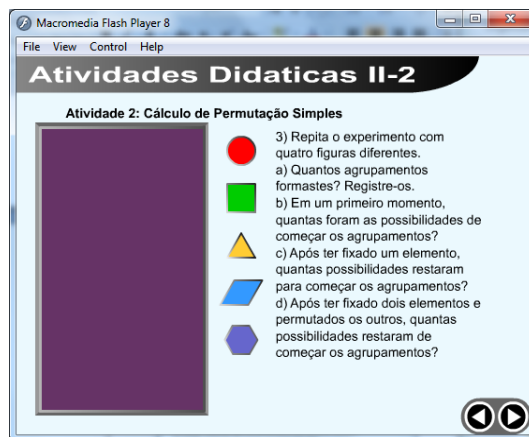 Macromedia Flash Player 8
File View Control Help
Atividades Didaticas II-2
Atividade 2: Cálculo de Permutação Simples
3) Repita o experimento com
quatro figuras diferentes.
a) Quantos agrupamentos
formastes? Registre-os.
b) Em um primeiro momento,
quantas foram as possibilidades de
começar os agrupamentos?
c) Após ter fixado um elemento,
quantas possibilidades restaram
para começar os agrupamentos?
d) Após ter fixado dois elementos e
permutados os outros, quantas
possibilidades restaram de
começar os agrupamentos?